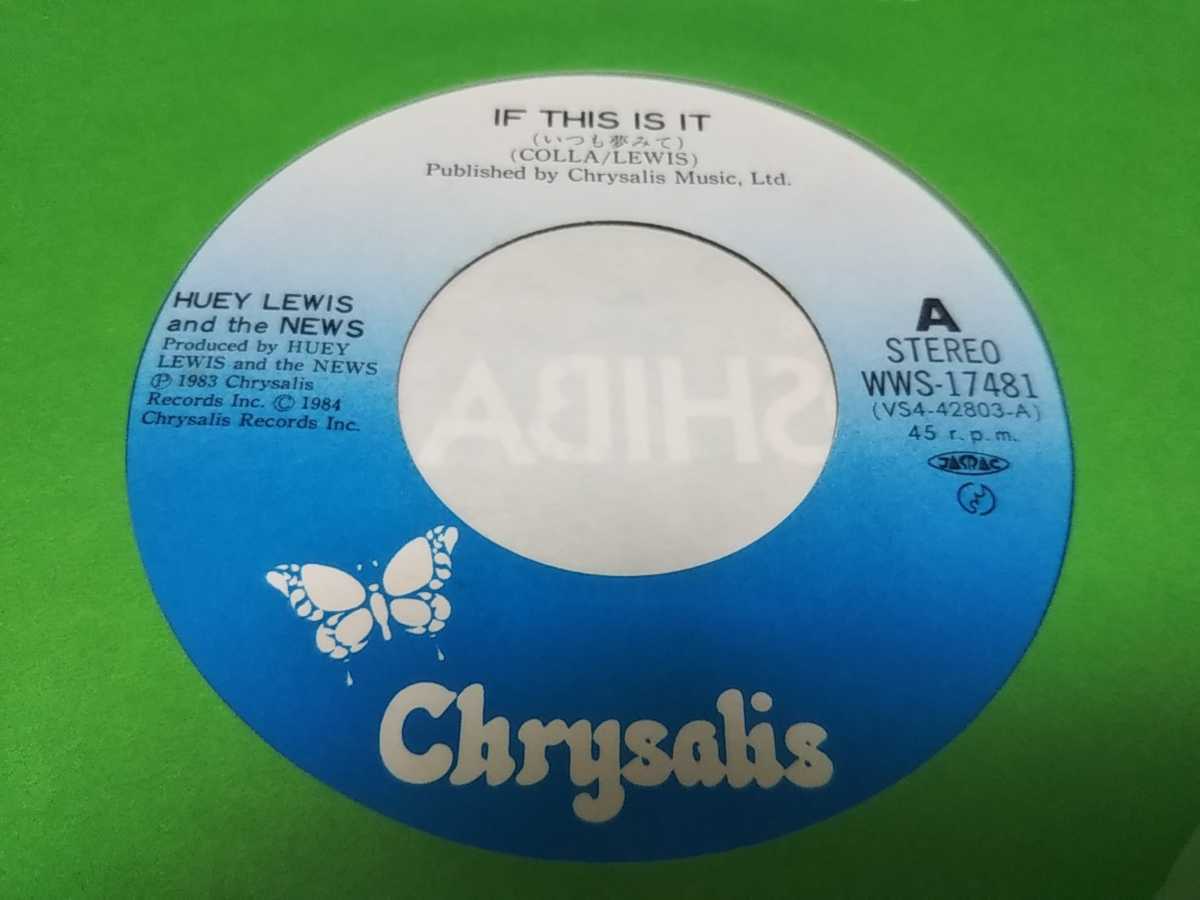 IF THIS IS IT
(いつも夢みて)
(COLLA/LEWIS)
Published by Chrysalis Music, Ltd.
HUEY LEWIS
and the NEWS
Produced by HUEY
LEWIS and the NEWS
Ⓟ 1983 Chrysalis
Records Inc. © 1984
Chrysalis Records Inc.
A
STEREO
WWS-17481
(VS4-42803-A)
45 r.p.m.
JASRAC
SHIBA
Chrysalis